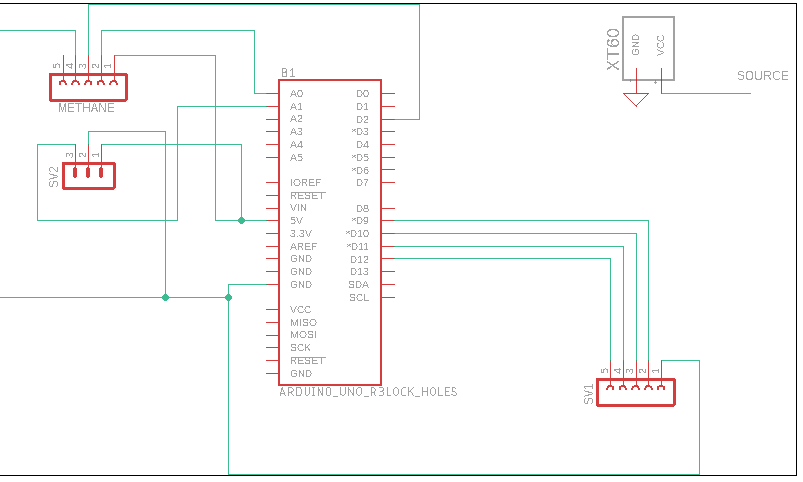 XT60
GND
VCC
SOURCE
5
4
3
2
1
METHANE
3
2
1
SV2
B1
A0
A1
A2
A3
A4
A5
IOREF
RESET
VIN
5V
3.3V
AREF
GND
GND
GND
VCC
MISO
MOSI
SCK
RESET
GND
D0
D1
D2
*D3
D4
*D5
*D6
D7
D8
*D9
*D10
*D11
D12
D13
SDA
SCL
ARDUINO_UNO_R3LOCK_HOLES
5
4
3
2
1
SV1